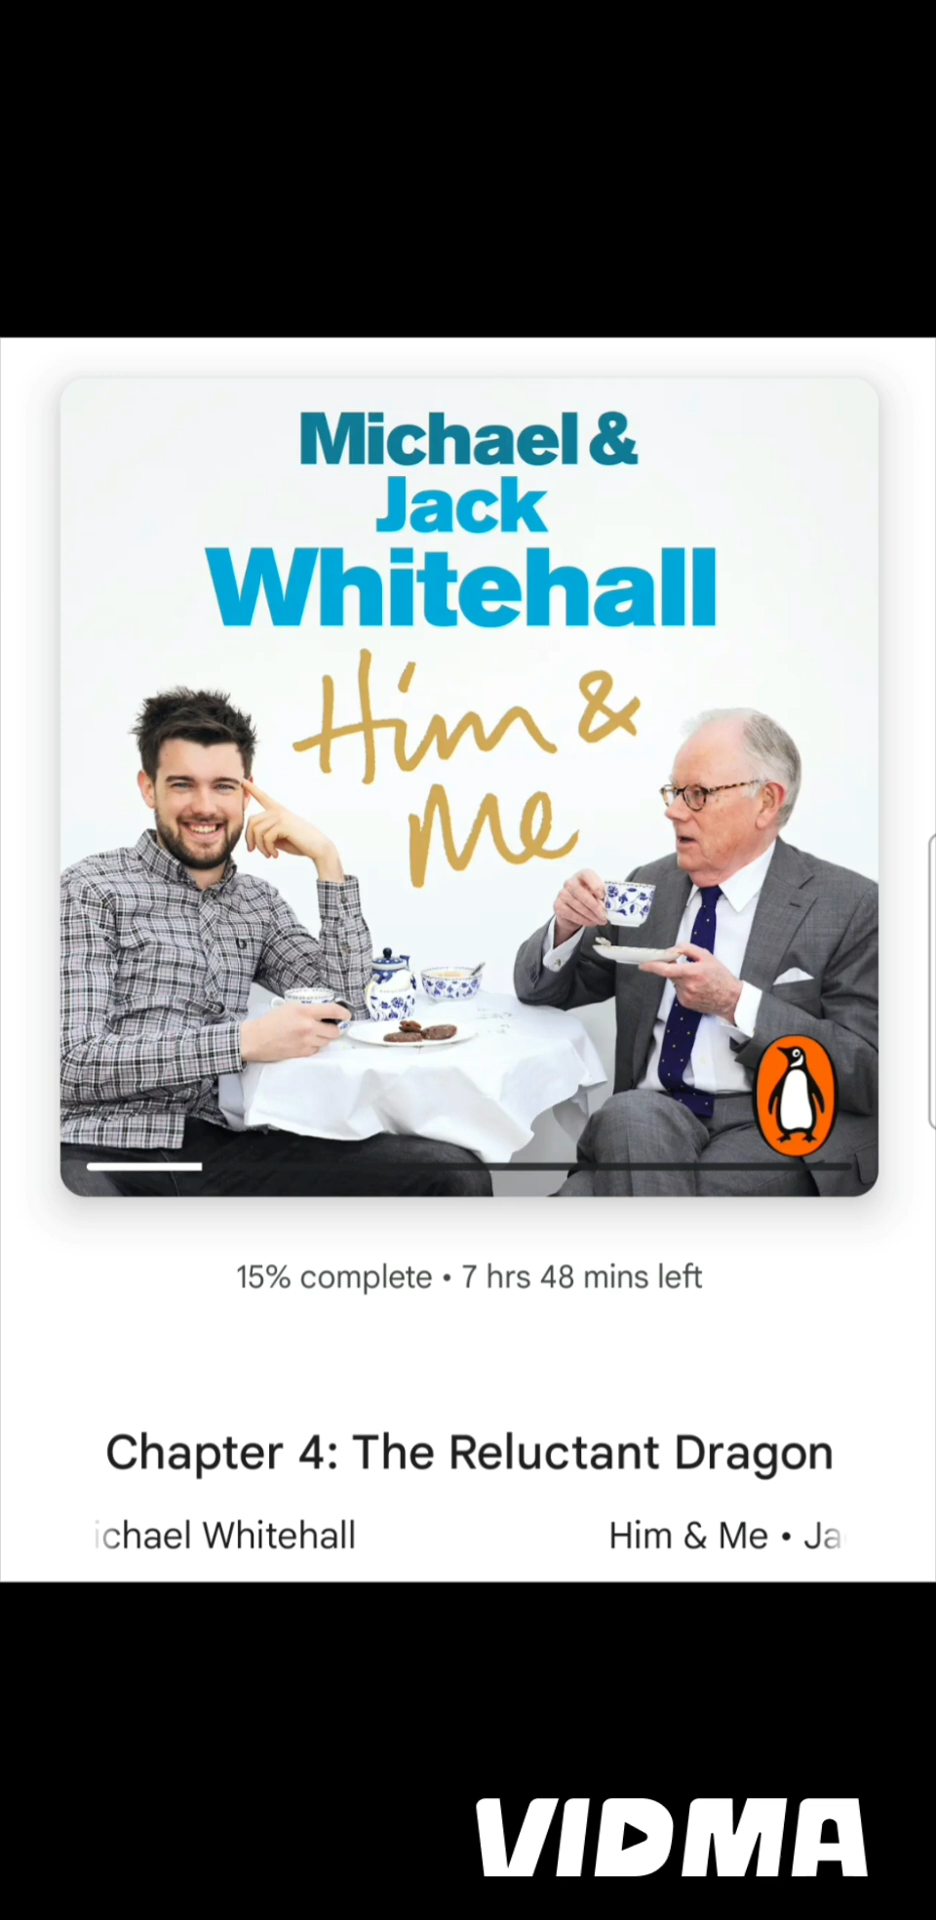 Michael &
Jack
Whitehall
Him &
Me
15% complete • 7 hrs 48 mins left
Chapter 4: The Reluctant Dragon
ichael Whitehall Him & Me • Ja
VIDMA